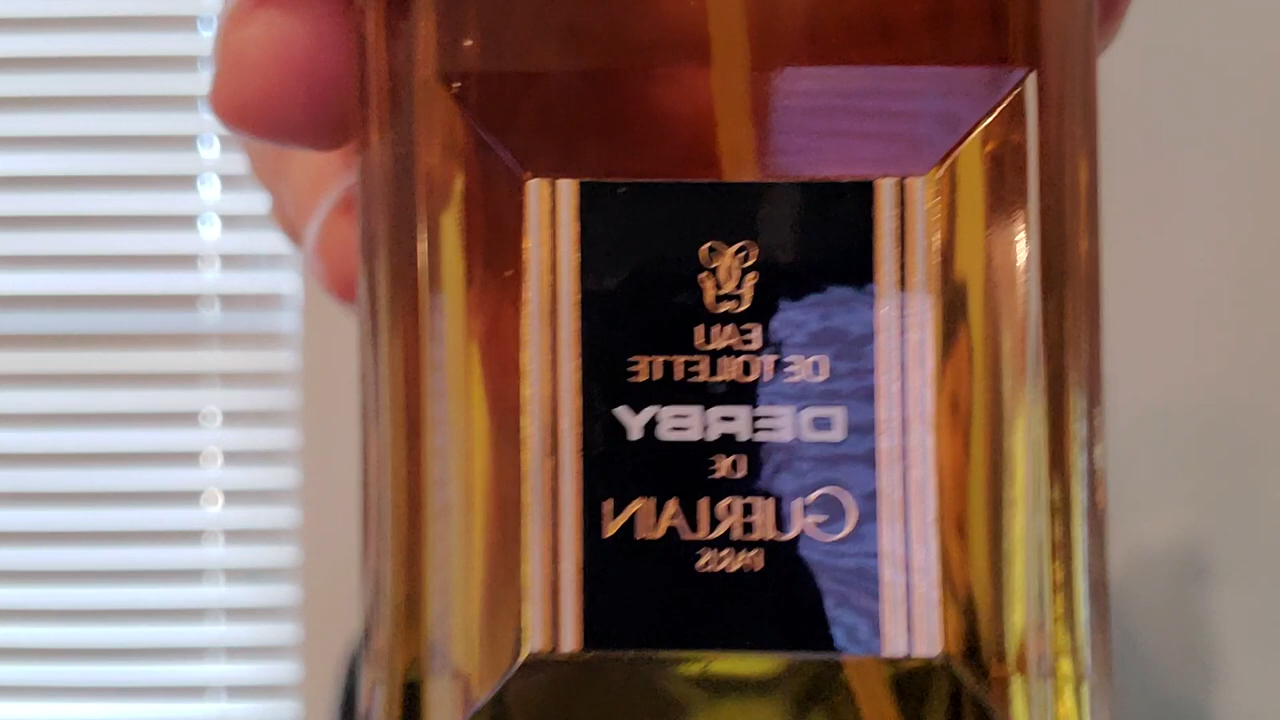 EAU
DE TOILETTE
DERBY
DE
GUERLAIN
PARIS